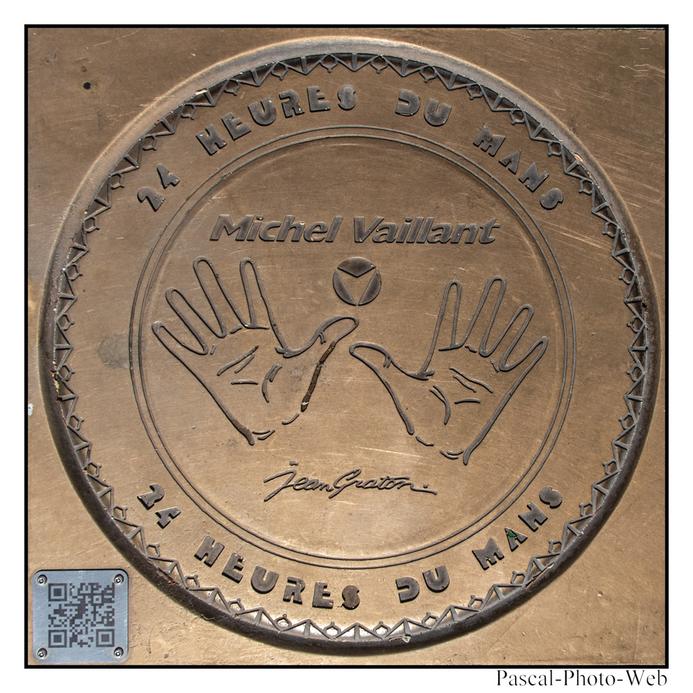 24 HEURES DU MANS
Michel Vaillant
Jean Graton
24 HEURES DU MANS
Pascal-Photo-Web